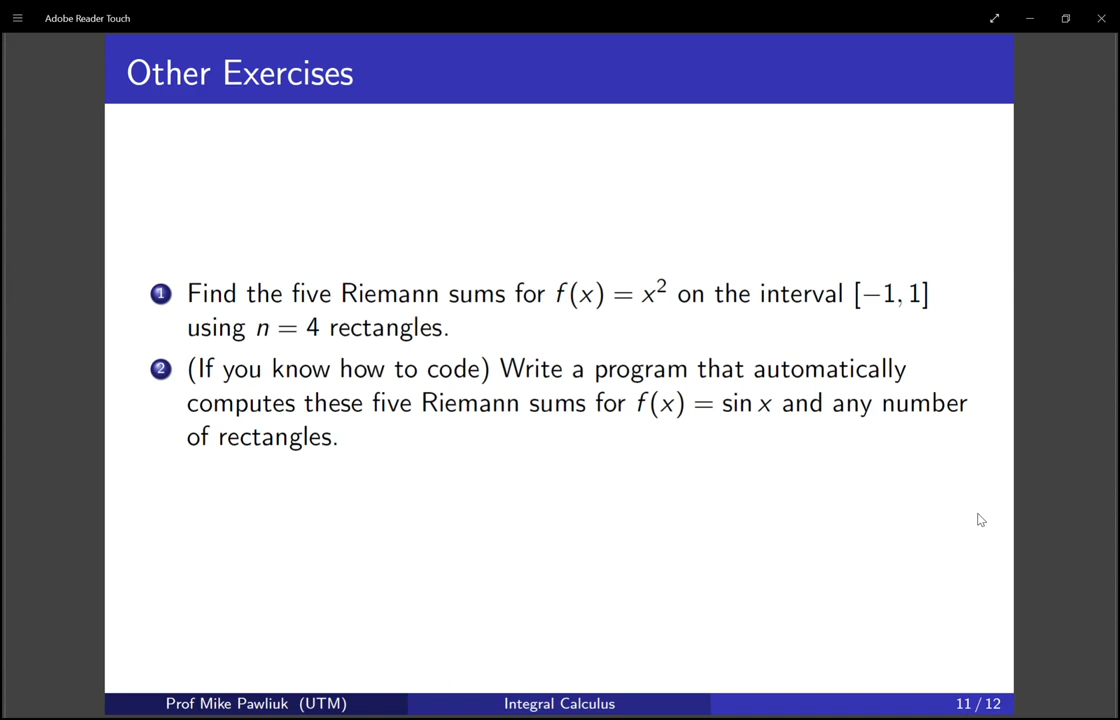 Adobe Reader Touch
Other Exercises
1 Find the five Riemann sums for f(x) = x² on the interval [−1, 1]
using n = 4 rectangles.
2 (If you know how to code) Write a program that automatically
computes these five Riemann sums for f(x) = sin x and any number
of rectangles.
Prof Mike Pawliuk (UTM) Integral Calculus 11 / 12